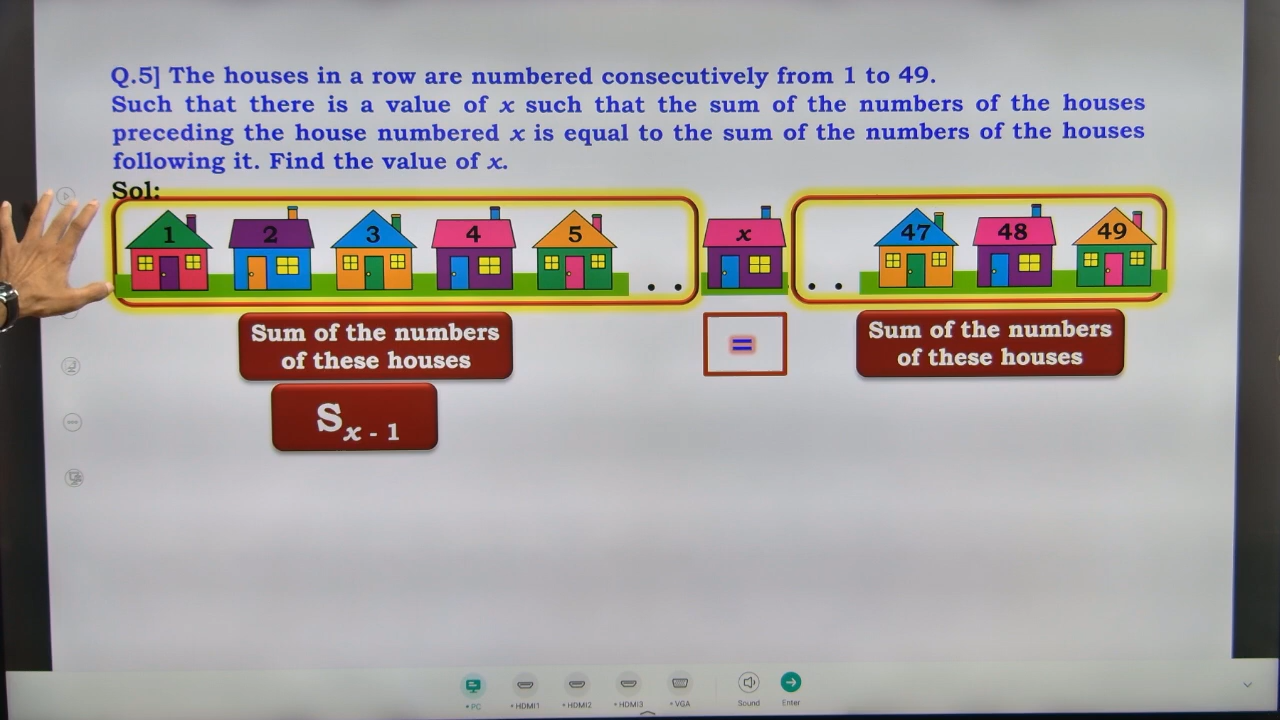 Q.5] The houses in a row are numbered consecutively from 1 to 49.
Such that there is a value of x such that the sum of the numbers of the houses
preceding the house numbered x is equal to the sum of the numbers of the houses
following it. Find the value of x.
Sol:
1 2 3 4 5 . . x . . 47 48 49
Sum of the numbers
of these houses
=
Sum of the numbers
of these houses
Sx - 1
• PC • HDMI1 • HDMI2 • HDMI3 • VGA Sound Enter